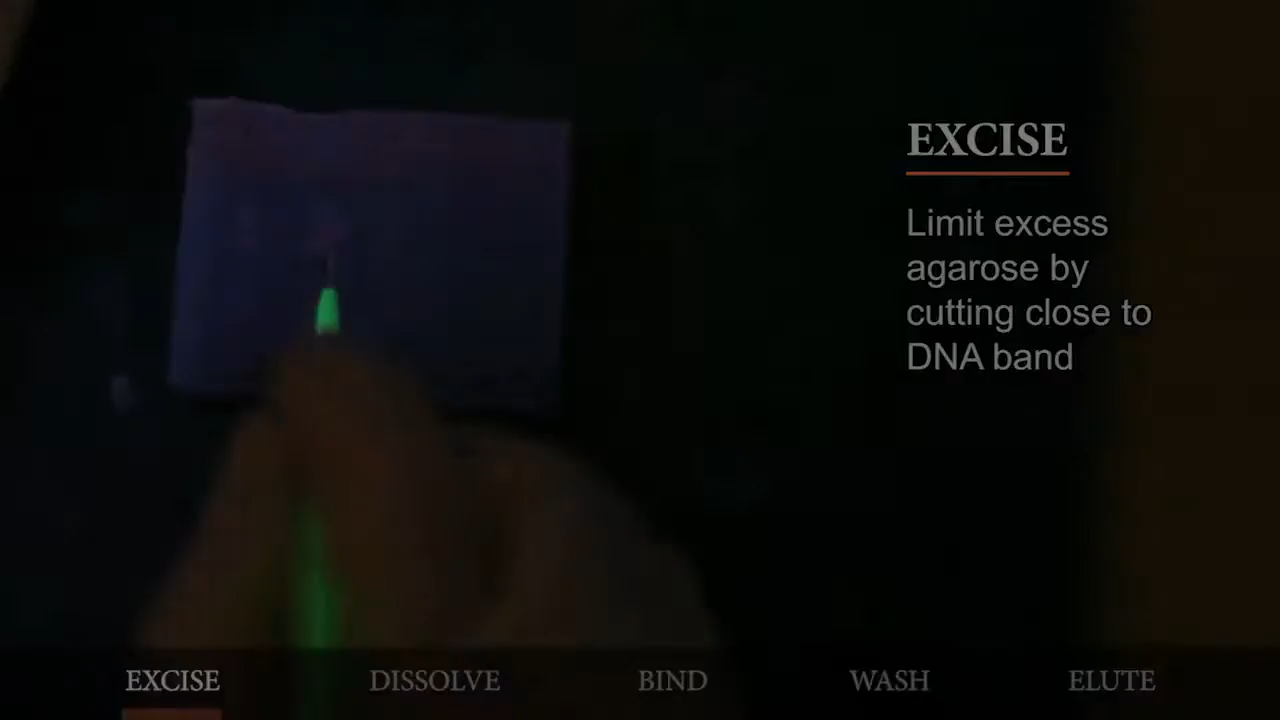 EXCISE
Limit excess
agarose by
cutting close to
DNA band
EXCISE DISSOLVE BIND WASH ELUTE